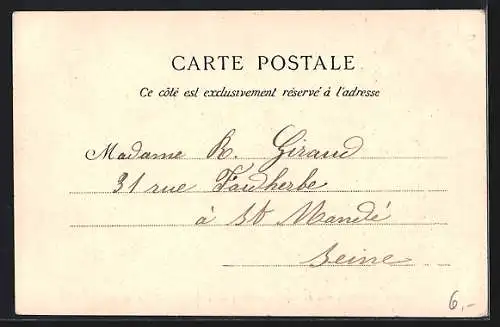 CARTE POSTALE
Ce côté est exclusivement réservé à l'adresse
Madame R. Giraud
31 rue Faidherbe
à St Mandé
Seine
6,-